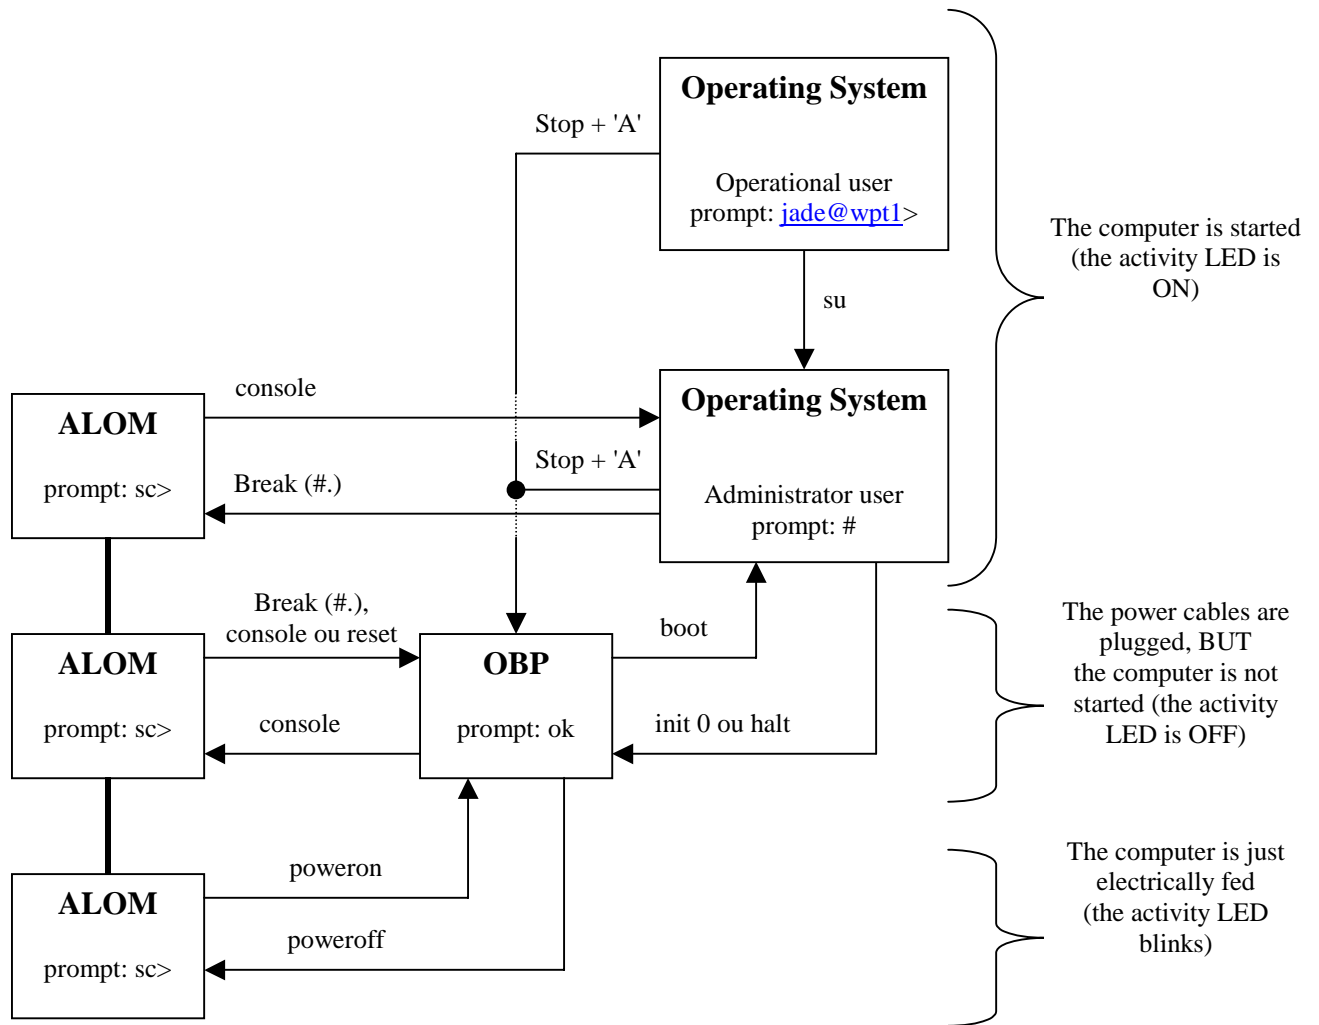 Operating System
Stop + 'A'
Operational user
prompt: jade@wpt1>
The computer is started
(the activity LED is
ON)
su
console
ALOM
prompt: sc>
Operating System
Stop + 'A'
Break (#.)
Administrator user
prompt: #
Break (#.),
console ou reset
boot
The power cables are
plugged, BUT
the computer is not
started (the activity
LED is OFF)
ALOM
prompt: sc>
OBP
prompt: ok
console
init 0 ou halt
poweron
The computer is just
electrically fed
(the activity LED
blinks)
ALOM
prompt: sc>
poweroff